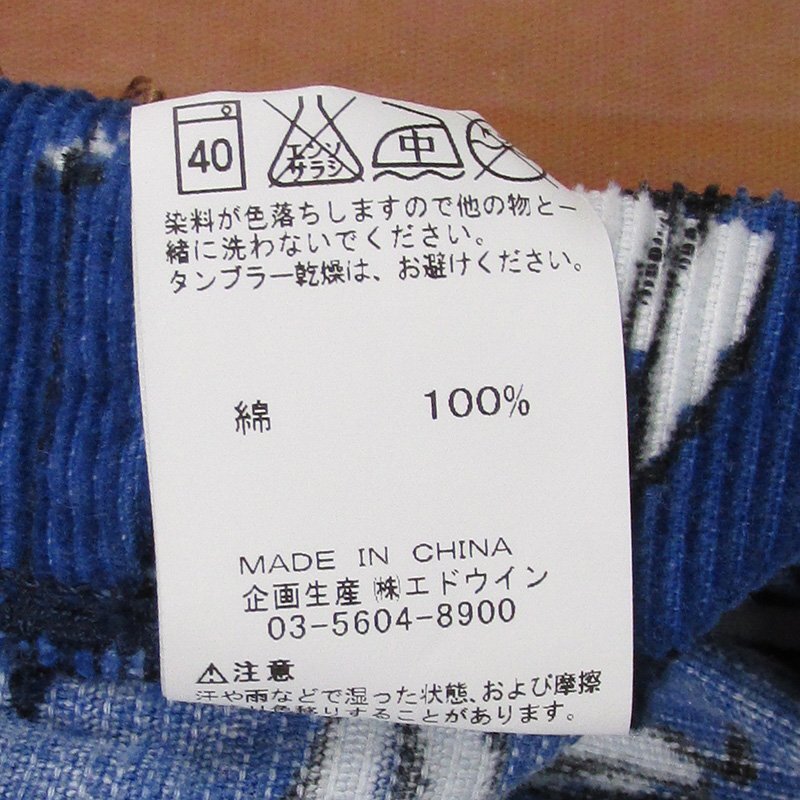 40 エンソ 中
サラシ
染料が色落ちしますので他の物と一
緒に洗わないでください。
タンブラー乾燥は、お避けください。
綿 100%
MADE IN CHINA
企画生産 ㈱エドウイン
03-5604-8900
⚠注意
汗や雨などで湿った状態、および摩擦
することがあります。